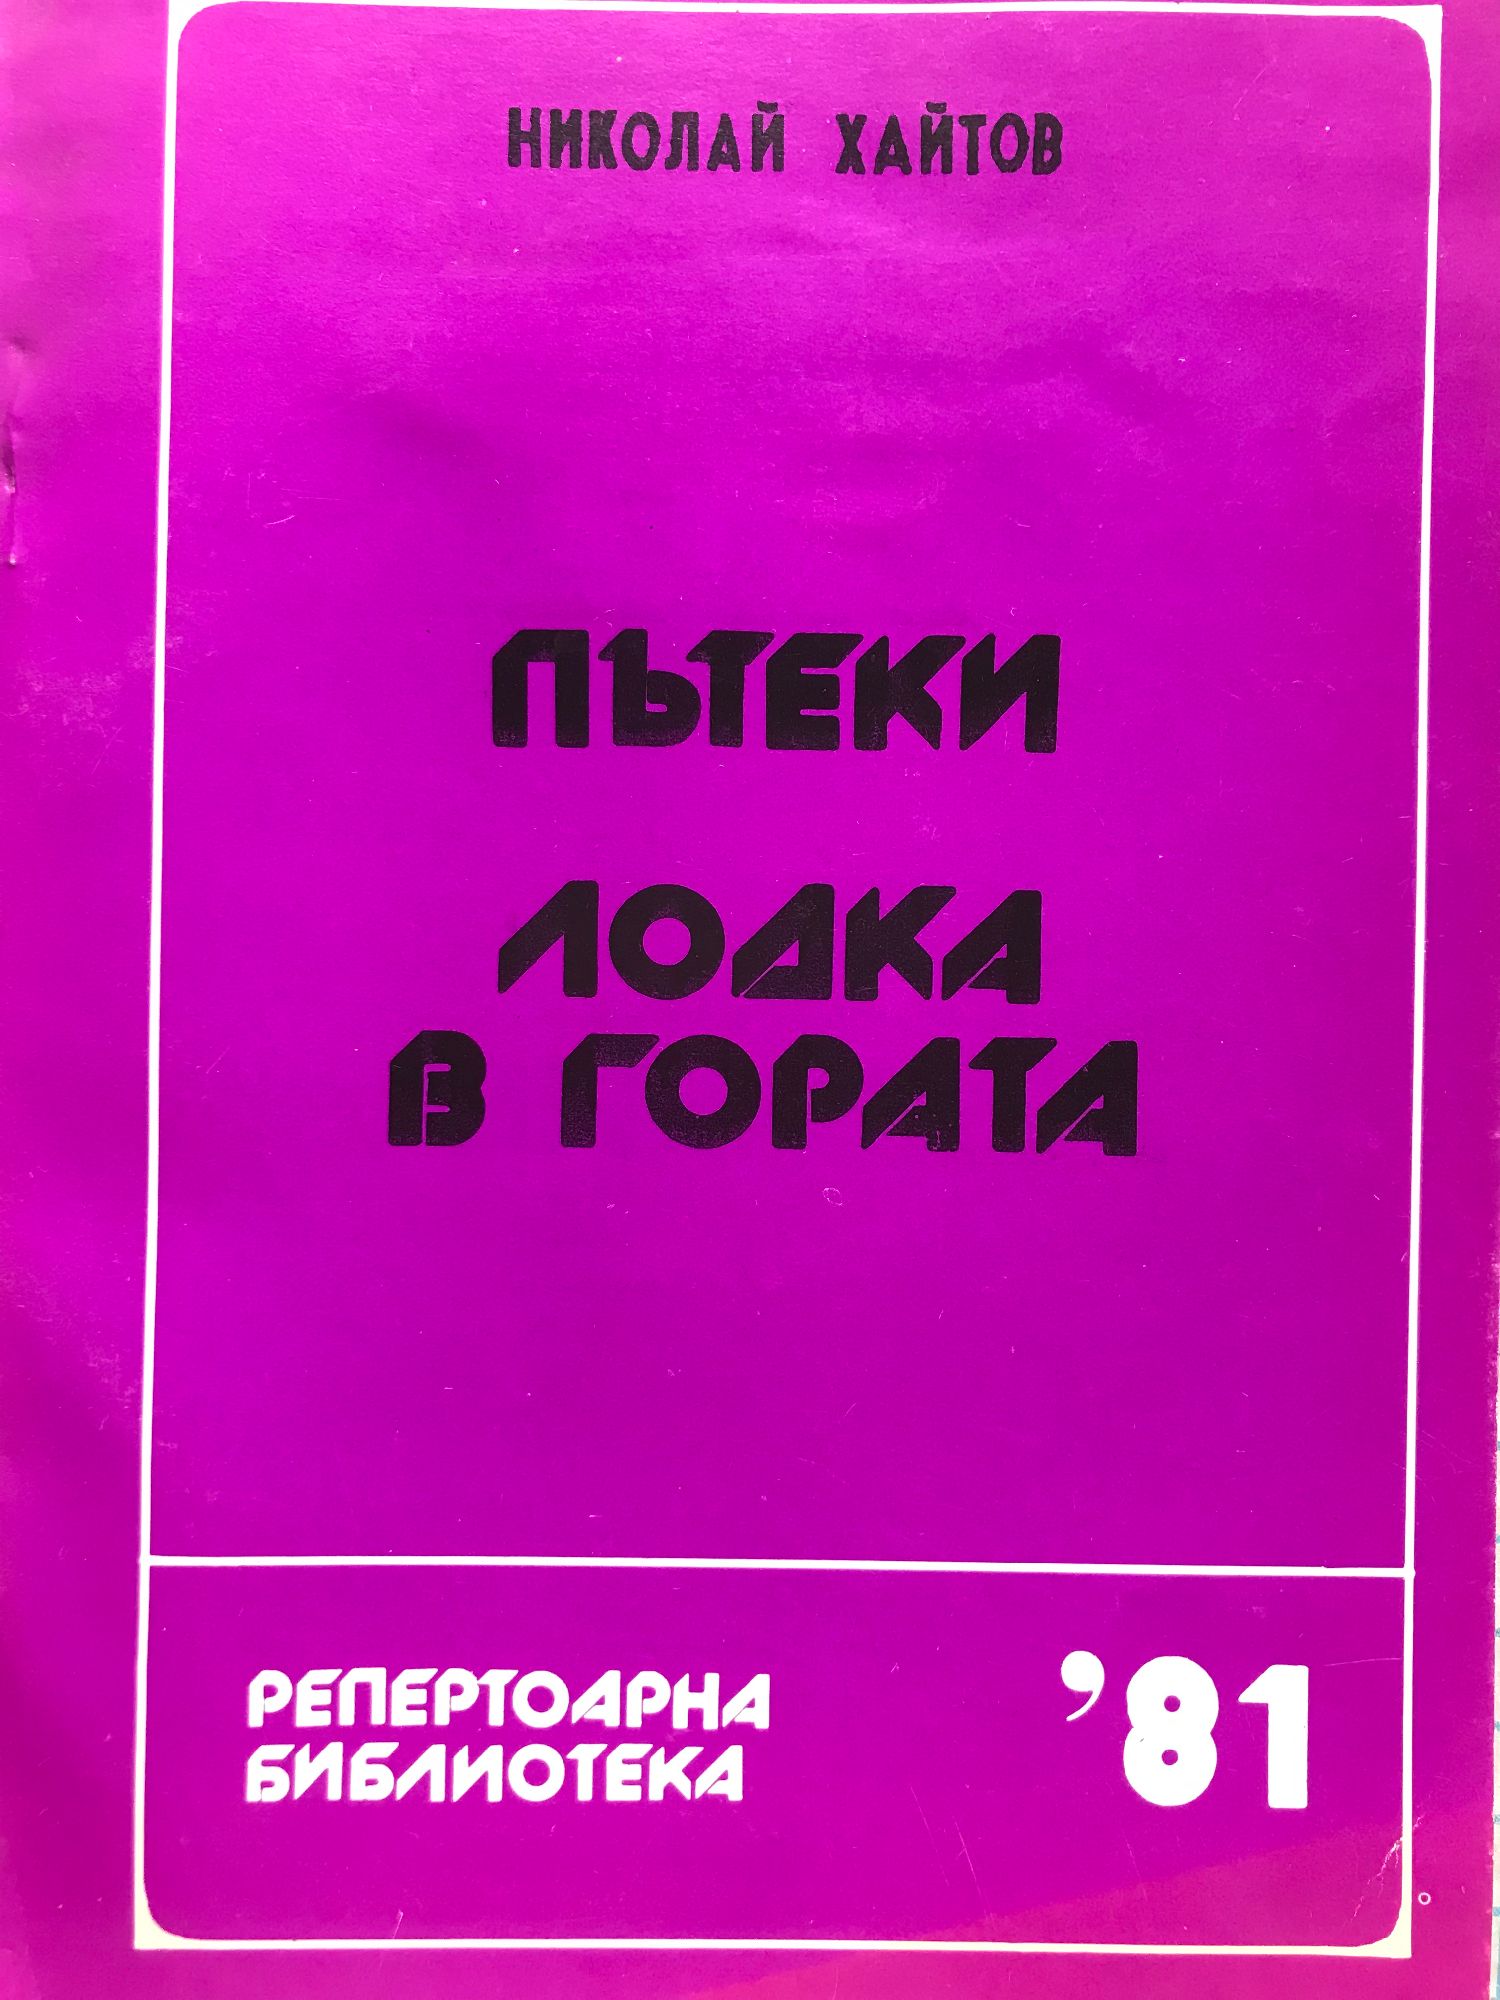 НИКОЛАЙ ХАЙТОВ
ПЪТЕКИ
ЛОДКА
В ГОРАТА
РЕПЕРТОАРНА
БИБЛИОТЕКА
’81